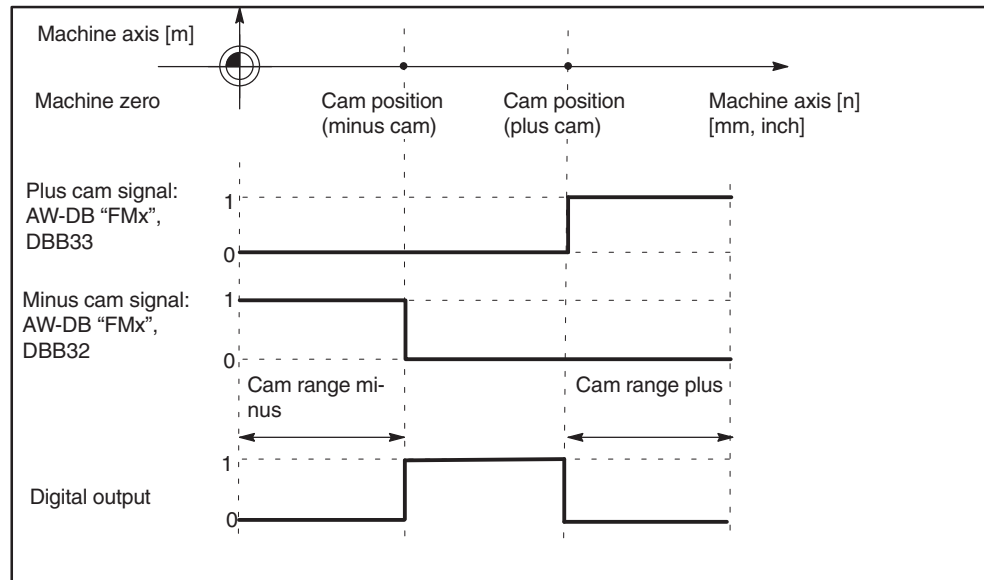 Machine axis [m]
Machine zero
Cam position
(minus cam)
Cam position
(plus cam)
Machine axis [n]
[mm, inch]
Plus cam signal:
AW-DB “FMx”,
DBB33
1
0
Minus cam signal:
AW-DB “FMx”,
DBB32
1
0
Cam range mi-
nus
Cam range plus
Digital output
1
0